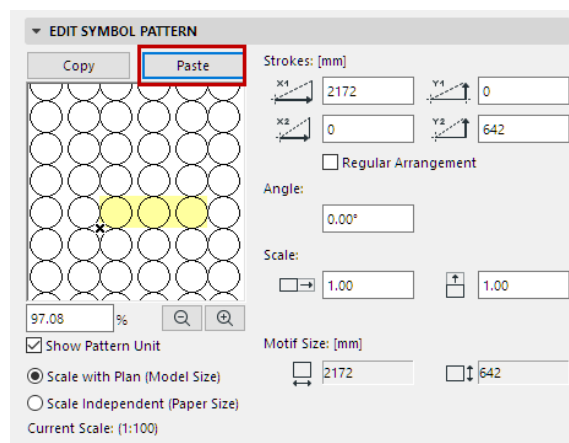 EDIT SYMBOL PATTERN
Copy
Paste
Strokes: [mm]
X1 2172 Y1 0
X2 0 Y2 642
Regular Arrangement
Angle:
0.00°
Scale:
1.00 1.00
97.08 %
Show Pattern Unit
Motif Size: [mm]
Scale with Plan (Model Size)
2172 642
Scale Independent (Paper Size)
Current Scale: (1:100)